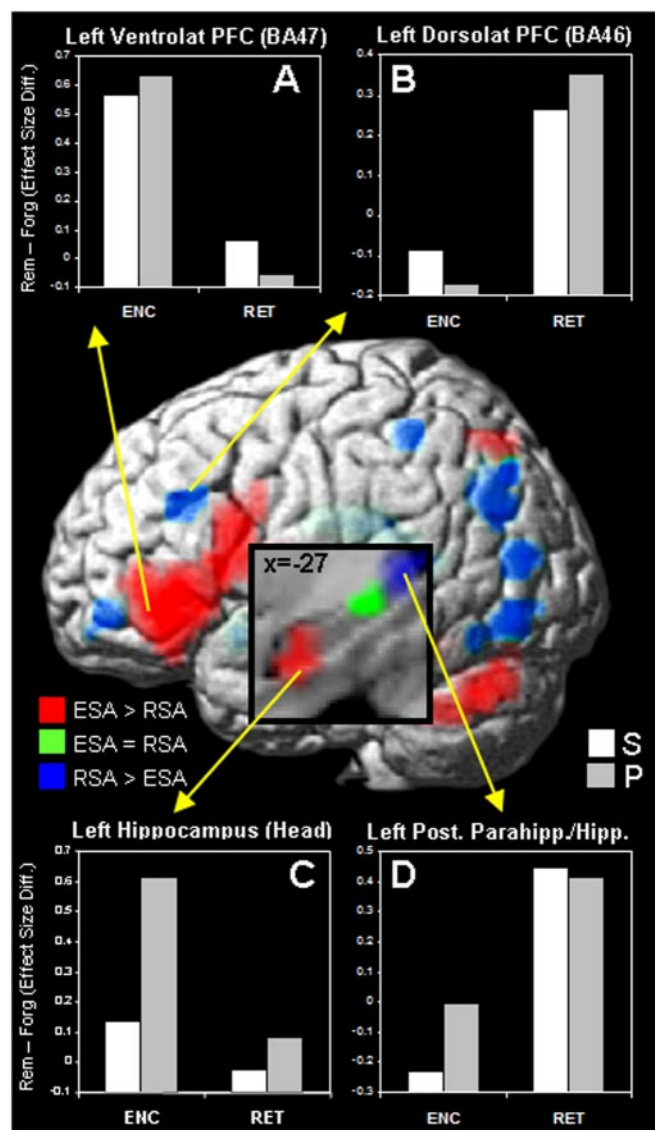 Left Ventrolat PFC (BA47)
Left Dorsolat PFC (BA46)
A
B
Rem – Forg (Effect Size Diff.)
0.7
0.6
0.5
0.4
0.3
0.2
0.1
0
-0.1
ENC RET
0.4
0.3
0.2
0.1
0
-0.1
-0.2
ENC RET
x=-27
ESA > RSA
ESA = RSA
RSA > ESA
S
P
Left Hippocampus (Head)
Left Post. Parahipp./Hipp.
C
D
Rem – Forg (Effect Size Diff.)
0.7
0.6
0.5
0.4
0.3
0.2
0.1
0
-0.1
ENC RET
0.5
0.4
0.3
0.2
0.1
0
-0.1
-0.2
-0.3
ENC RET